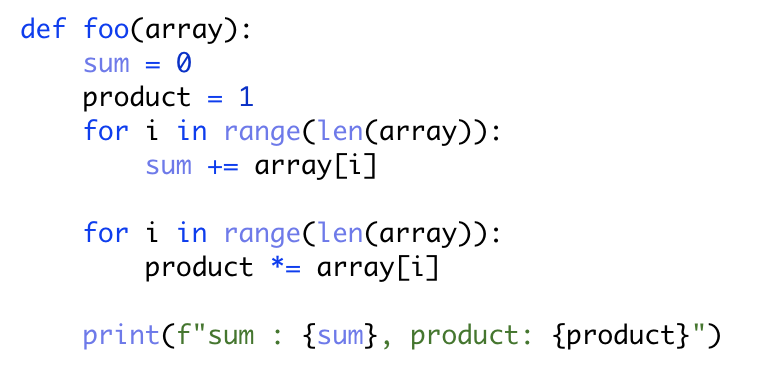 def foo(array):
    sum = 0
    product = 1
    for i in range(len(array)):
        sum += array[i]

    for i in range(len(array)):
        product *= array[i]

    print(f"sum : {sum}, product: {product}")